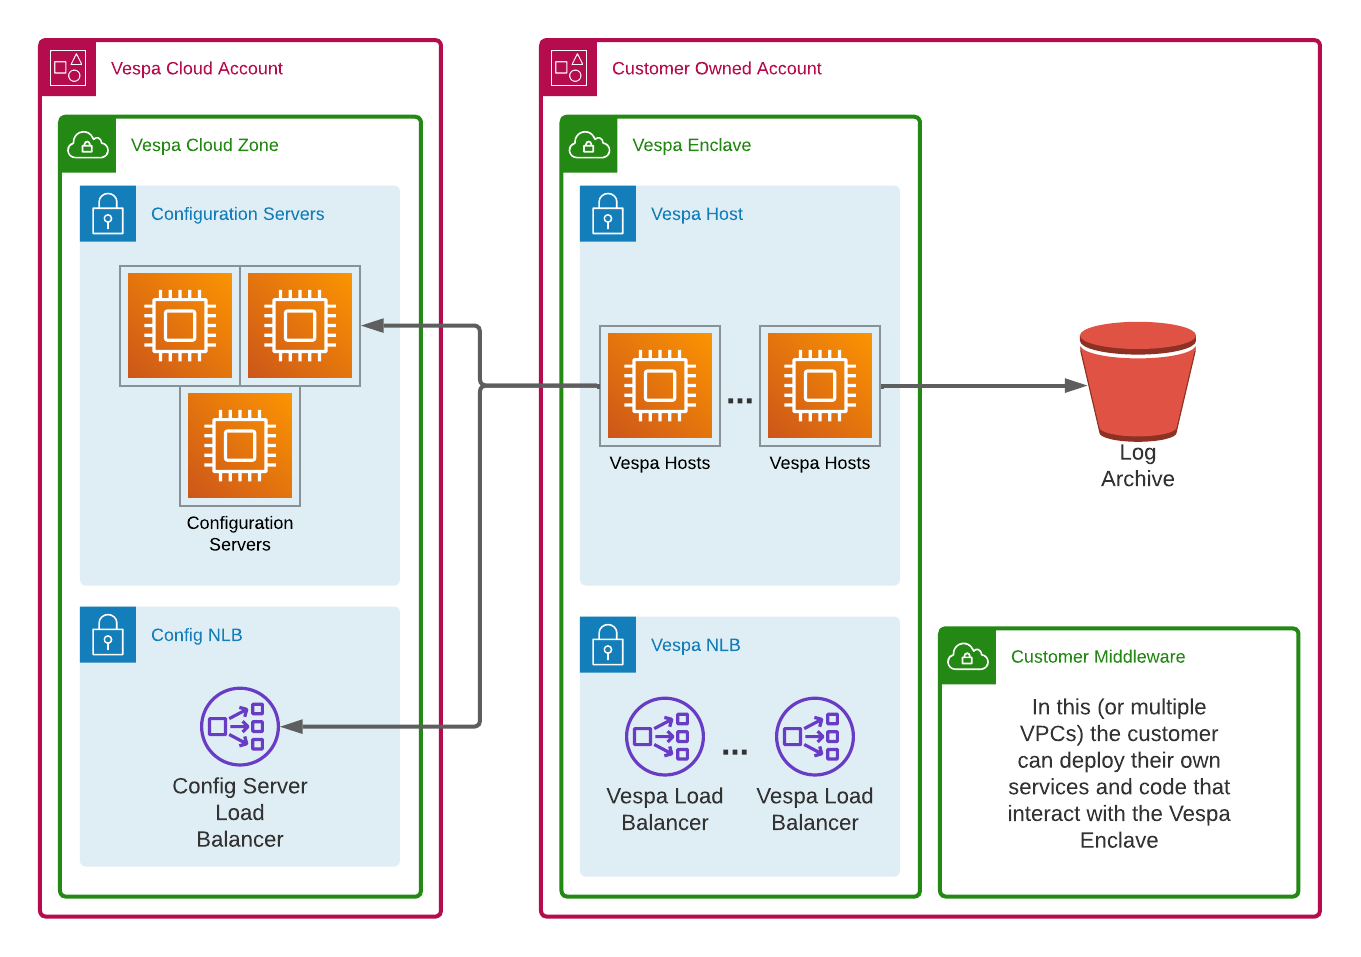 Vespa Cloud Account
Vespa Cloud Zone
Configuration Servers
Configuration
Servers
Config NLB
Config Server
Load
Balancer
Customer Owned Account
Vespa Enclave
Vespa Host
...
Vespa Hosts
Vespa Hosts
Log
Archive
Vespa NLB
...
Vespa Load
Balancer
Vespa Load
Balancer
Customer Middleware
In this (or multiple
VPCs) the customer
can deploy their own
services and code that
interact with the Vespa
Enclave